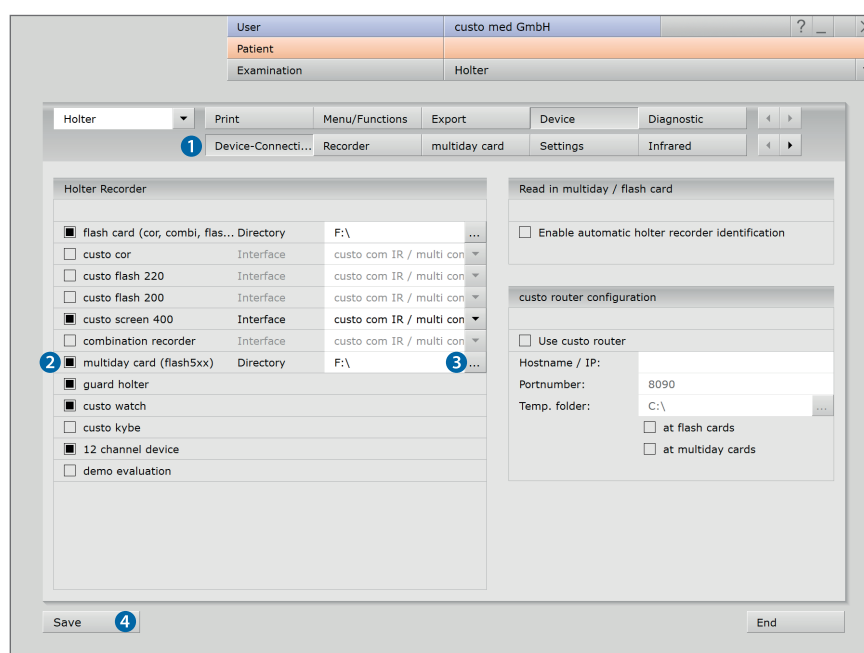 User custo med GmbH ? _
Patient
Examination Holter
Holter Print Menu/Functions Export Device Diagnostic
1 Device-Connecti... Recorder multiday card Settings Infrared
Holter Recorder
flash card (cor, combi, flas... Directory F:\ ...
custo cor Interface custo com IR / multi con
custo flash 220 Interface custo com IR / multi con
custo flash 200 Interface custo com IR / multi con
custo screen 400 Interface custo com IR / multi con
combination recorder Interface custo com IR / multi con
2 multiday card (flash5xx) Directory F:\ 3 ...
guard holter
custo watch
custo kybe
12 channel device
demo evaluation
Read in multiday / flash card
Enable automatic holter recorder identification
custo router configuration
Use custo router
Hostname / IP:
Portnumber: 8090
Temp. folder: C:\ ...
at flash cards
at multiday cards
Save 4 End